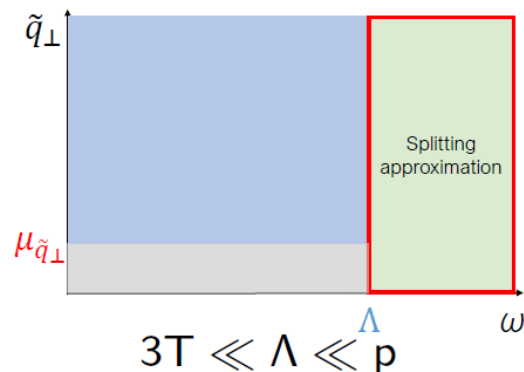 q̃⊥
Splitting
approximation
μq̃⊥
Λ
ω
3T ≪ Λ ≪ p